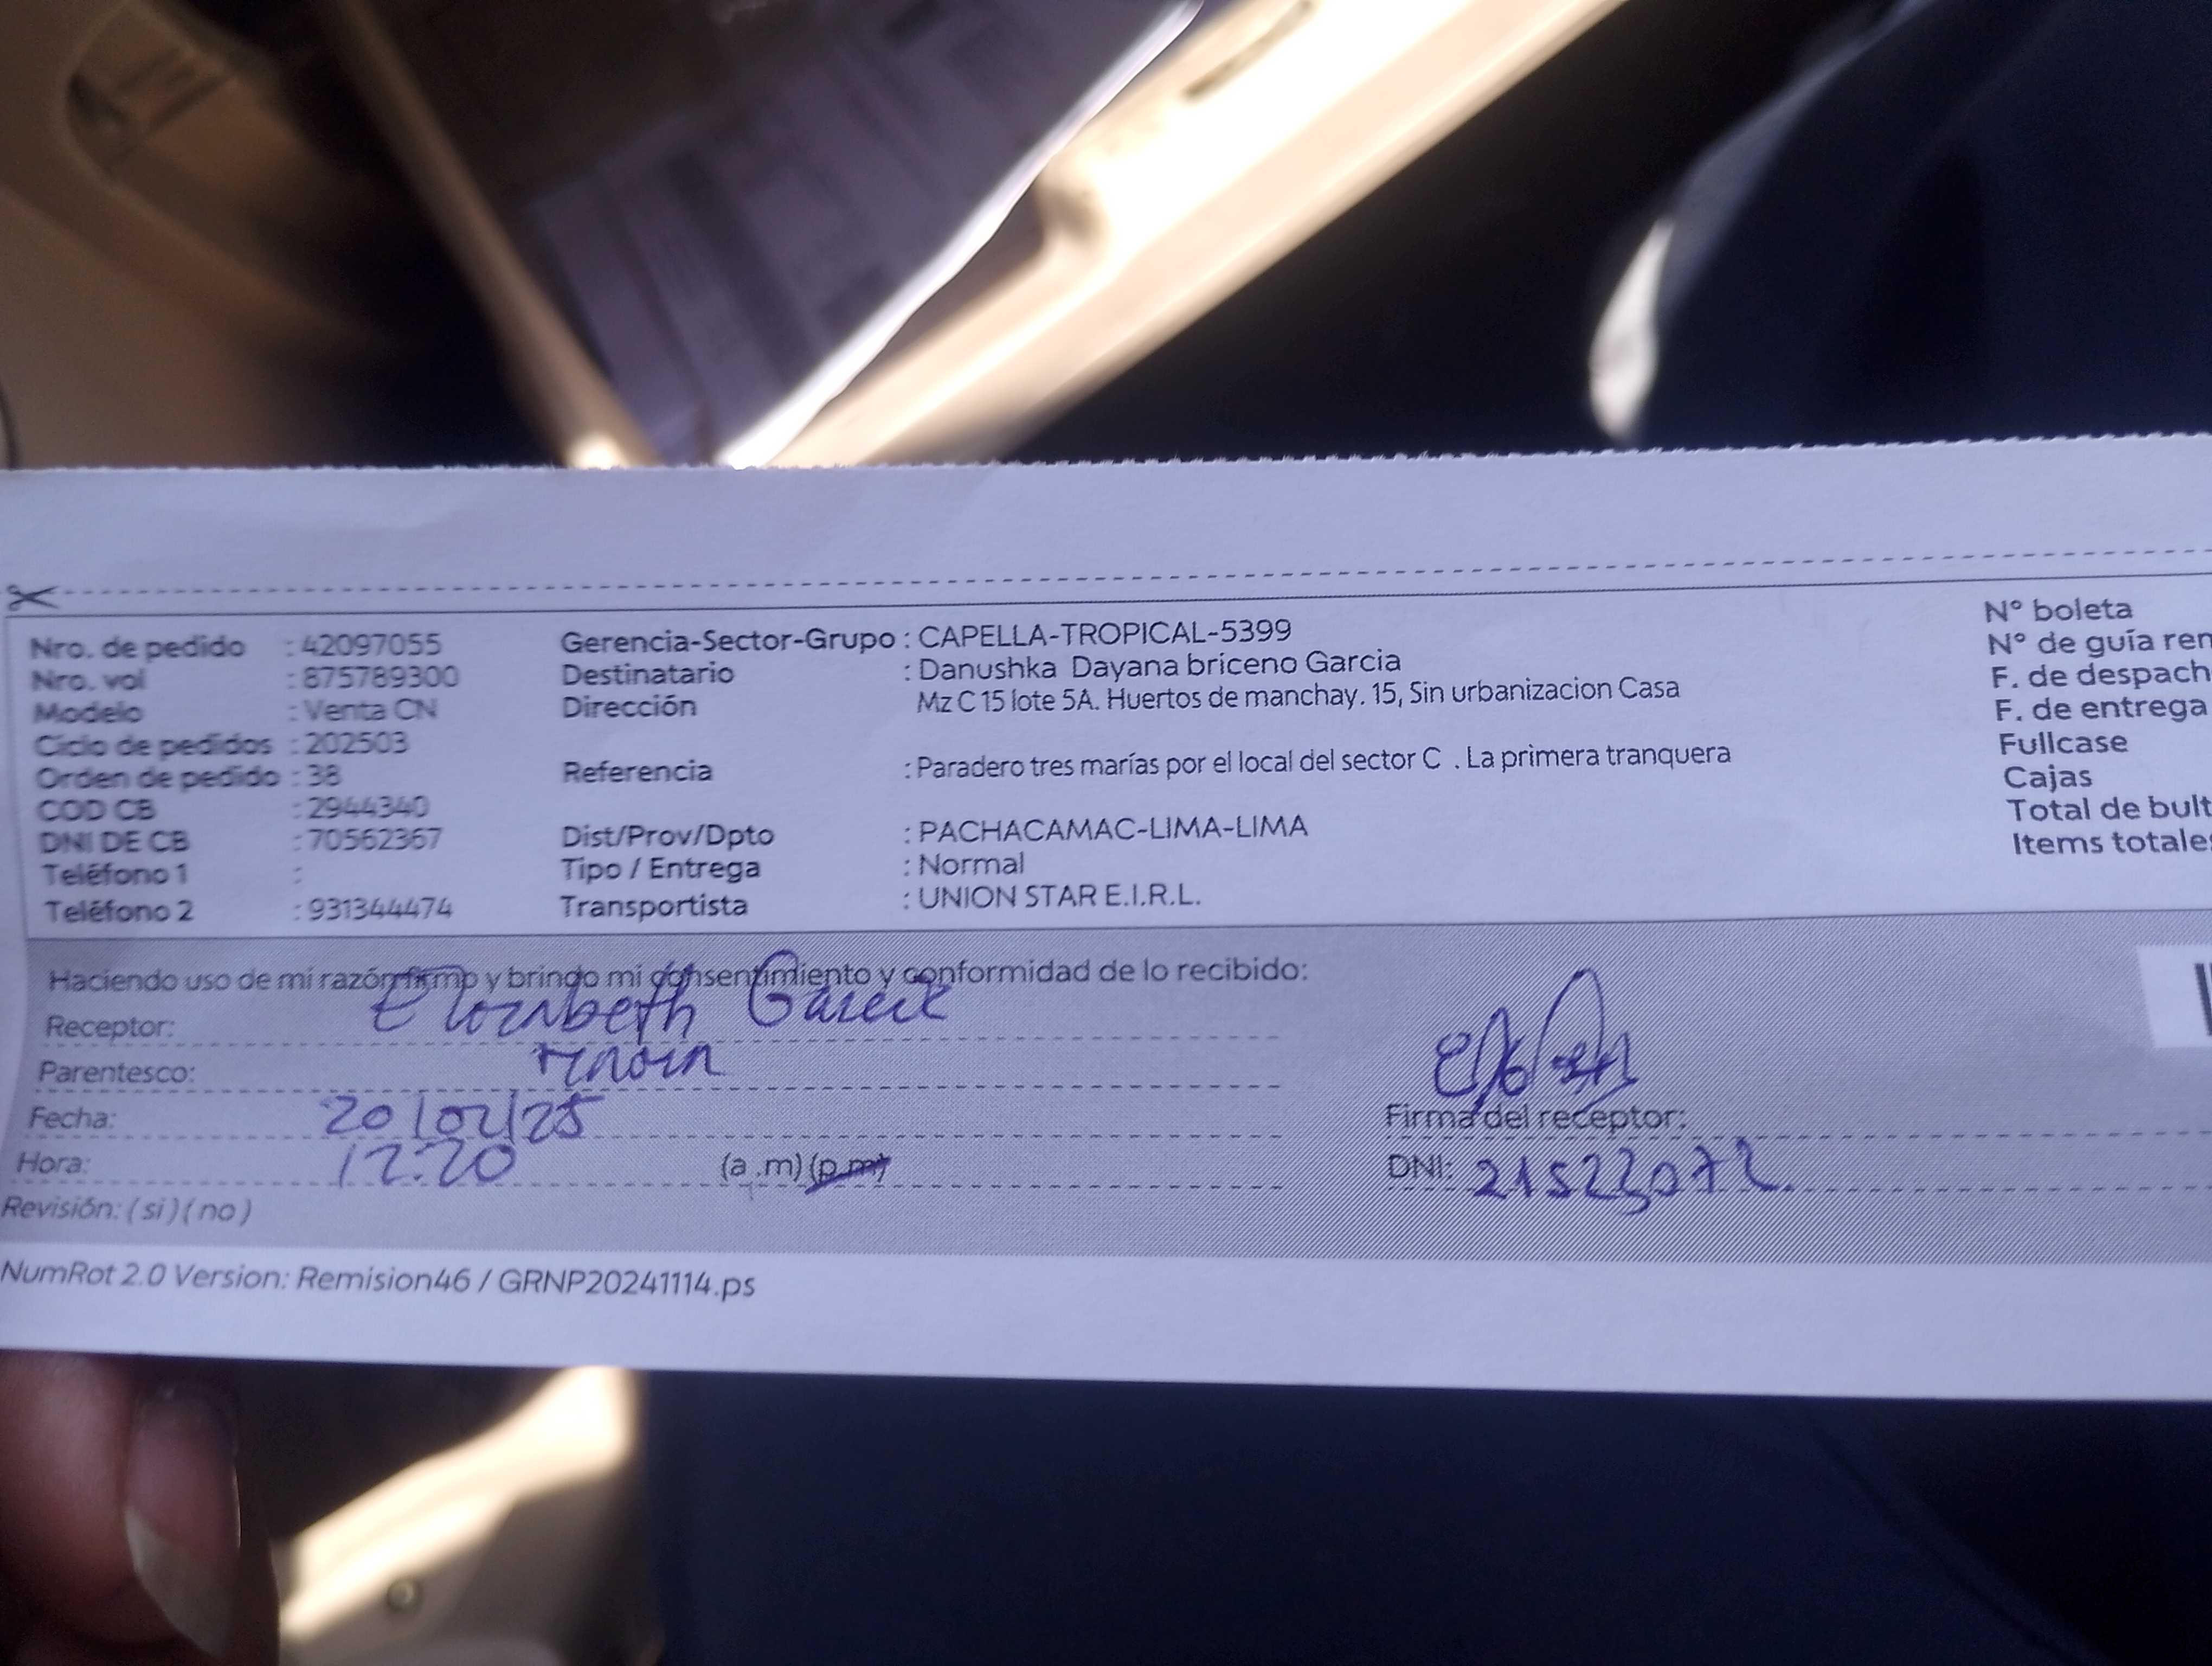 Nro. de pedido : 42097055 Gerencia-Sector-Grupo : CAPELLA-TROPICAL-5399 N° boleta
Nro. val : 875789300 Destinatario : Danushka Dayana briceno Garcia N° de guía rem
Modelo : Venta CN Dirección Mz C 15 lote 5A. Huertos de manchay. 15, Sin urbanizacion Casa F. de despach
Ciclo de pedidos : 202503 F. de entrega
Orden de pedido : 38 Referencia : Paradero tres marías por el local del sector C . La primera tranquera Fullcase
COD CB : 2944340 Cajas
DNI DE CB : 70562367 Dist/Prov/Dpto : PACHACAMAC-LIMA-LIMA Total de bult
Teléfono 1 : Tipo / Entrega : Normal Items totales
Teléfono 2 : 931344474 Transportista : UNION STAR E.I.R.L.
Haciendo uso de mi razón firmo y brindo mi consentimiento y conformidad de lo recibido:
Receptor: Elizabeth
Parentesco:
Fecha: 20/02/25 Firma del receptor:
Hora: 12:20 (a .m) (p.m) DNI: 21523072
Revisión: ( si ) ( no )
NumRot 2.0 Version: Remision46 / GRNP20241114.ps